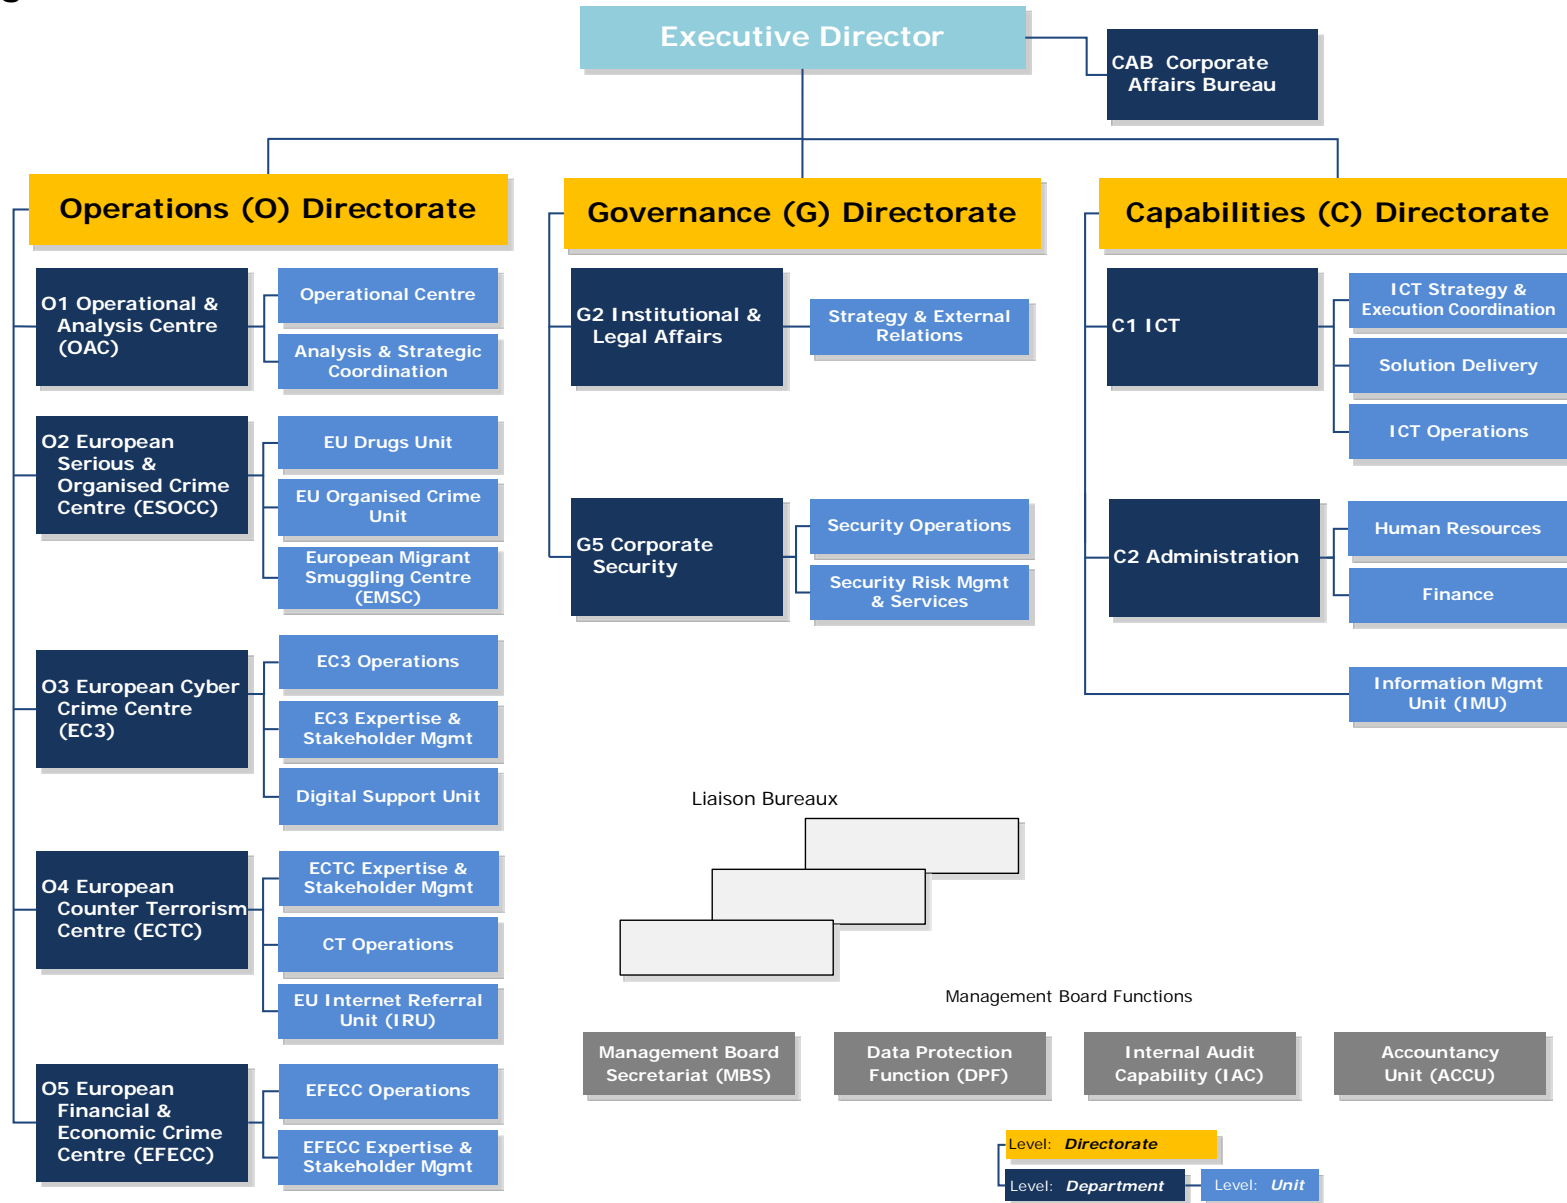 Executive Director
CAB Corporate
Affairs Bureau
Operations (O) Directorate
O1 Operational &
Analysis Centre
(OAC)
Operational Centre
Analysis & Strategic
Coordination
O2 European
Serious &
Organised Crime
Centre (ESOCC)
EU Drugs Unit
EU Organised Crime
Unit
European Migrant
Smuggling Centre
(EMSC)
O3 European Cyber
Crime Centre
(EC3)
EC3 Operations
EC3 Expertise &
Stakeholder Mgmt
Digital Support Unit
O4 European
Counter Terrorism
Centre (ECTC)
ECTC Expertise &
Stakeholder Mgmt
CT Operations
EU Internet Referral
Unit (IRU)
O5 European
Financial &
Economic Crime
Centre (EFECC)
EFECC Operations
EFECC Expertise &
Stakeholder Mgmt
Governance (G) Directorate
G2 Institutional &
Legal Affairs
Strategy & External
Relations
G5 Corporate
Security
Security Operations
Security Risk Mgmt
& Services
Capabilities (C) Directorate
C1 ICT
ICT Strategy &
Execution Coordination
Solution Delivery
ICT Operations
C2 Administration
Human Resources
Finance
Information Mgmt
Unit (IMU)
Liaison Bureaux
Management Board Functions
Management Board
Secretariat (MBS)
Data Protection
Function (DPF)
Internal Audit
Capability (IAC)
Accountancy
Unit (ACCU)
Level: Directorate
Level: Department
Level: Unit